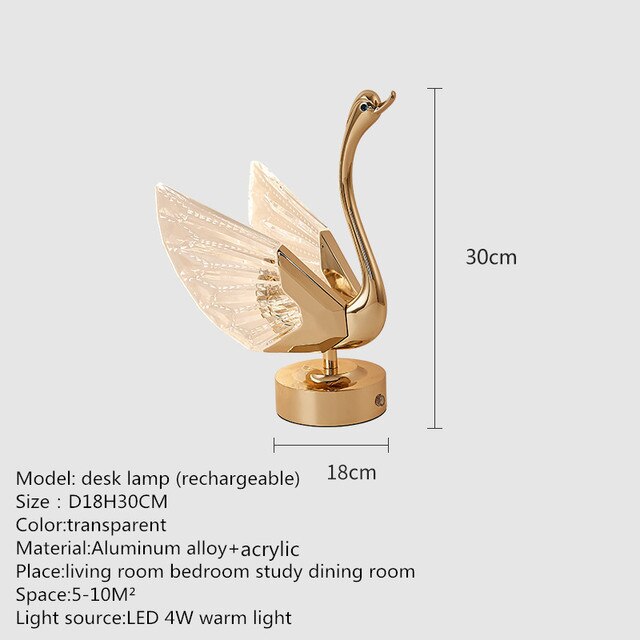 30cm
18cm
Model: desk lamp (rechargeable)
Size：D18H30CM
Color:transparent
Material:Aluminum alloy+acrylic
Place:living room bedroom study dining room
Space:5-10M²
Light source:LED 4W warm light